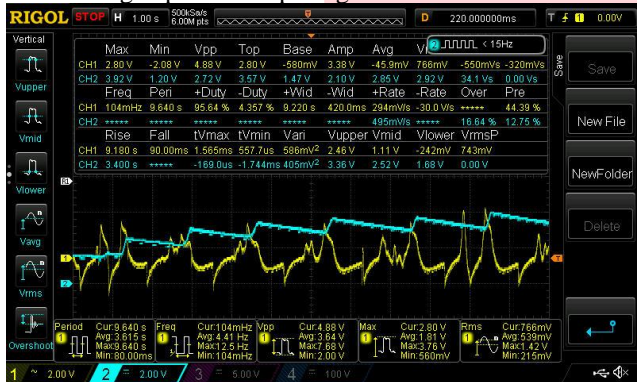 RIGOL STOP H 1.00 s 500kSa/s 6.00M pts D 220.000000ms T 1 0.00V
Vertical
2 < 15Hz
Max Min Vpp Top Base Amp Avg
CH1 2.80 V -2.08 V 4.88 V 2.80 V -580mV 3.38 V -45.9mV 766mV -550mVs -320mVs
CH2 3.92 V 1.20 V 2.72 V 3.57 V 1.47 V 2.10 V 2.85 V 2.92 V 34.1 Vs 0.00 Vs
Freq Peri +Duty -Duty +Wid -Wid +Rate -Rate Over Pre
CH1 104mHz 9.640 s 95.64 % 4.357 % 9.220 s 420.0ms 294mV/s -30.0 V/s ***** 44.39 %
CH2 ***** ***** ***** ***** ***** ***** 495mV/s ***** 16.64 % 12.75 %
Rise Fall tVmax tVmin Vari Vupper Vmid Vlower VrmsP
CH1 9.180 s 90.00ms 1.565ms 557.7us 586mV² 2.46 V 1.11 V -242mV 743mV
CH2 3.400 s ***** -169.0us -1.744ms 405mV² 3.36 V 2.52 V 1.68 V 0.00 V
Vupper
Vmid
Vlower
Vavg
Vrms
Overshoot
Save
Save
New File
NewFolder
Delete
Period Cur:9.640 s Avg:3.615 s Max:9.640 s Min:80.00ms
Freq Cur:104mHz Avg:4.41 Hz Max:12.5 Hz Min:104mHz
Vpp Cur:4.88 V Avg:3.64 V Max:7.68 V Min:2.00 V
Max Cur:2.80 V Avg:1.81 V Max:3.76 V Min:560mV
Rms Cur:766mV Avg:539mV Max:1.42 V Min:215mV
1 ~ 2.00 V 2 = 2.00 V 3 = 5.00 V 4 = 100 V